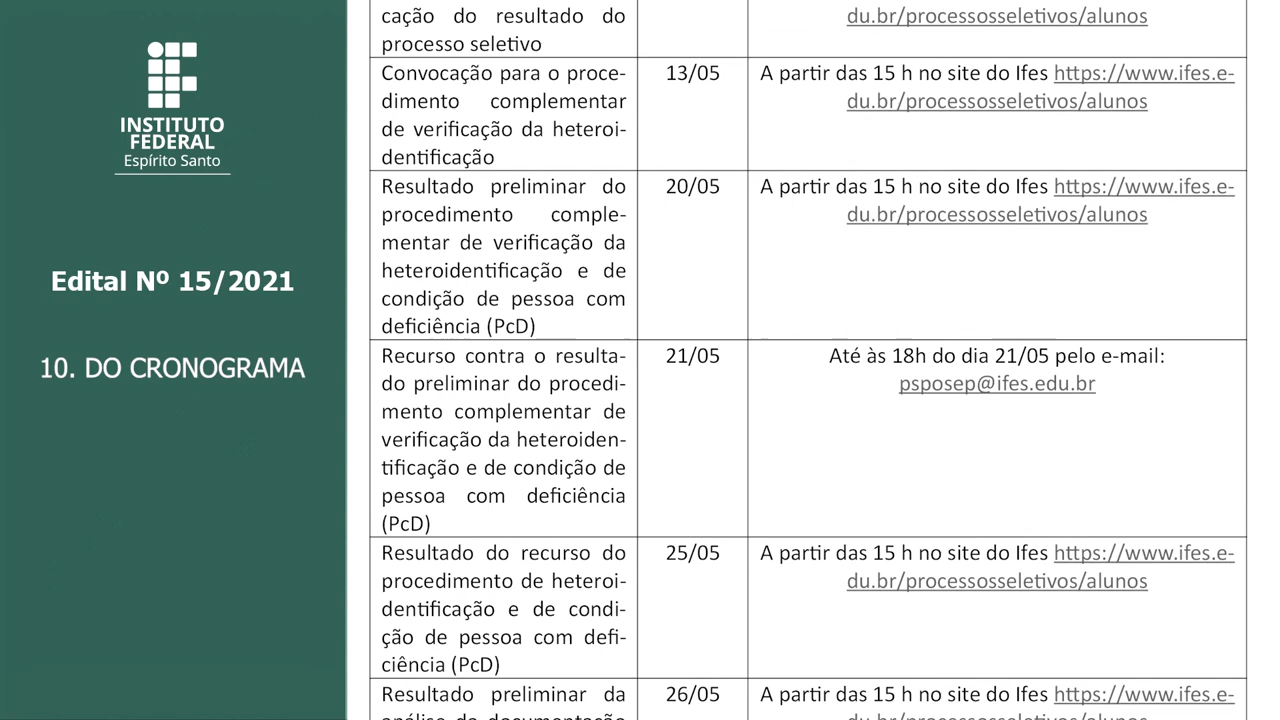 INSTITUTO
FEDERAL
Espírito Santo
Edital Nº 15/2021
10. DO CRONOGRAMA
cação do resultado do
processo seletivo
du.br/processosseletivos/alunos
Convocação para o proce-
dimento complementar
de verificação da heteroi-
dentificação
13/05
A partir das 15 h no site do Ifes https://www.ifes.e-
du.br/processosseletivos/alunos
Resultado preliminar do
procedimento comple-
mentar de verificação da
heteroidentificação e de
condição de pessoa com
deficiência (PcD)
20/05
A partir das 15 h no site do Ifes https://www.ifes.e-
du.br/processosseletivos/alunos
Recurso contra o resulta-
do preliminar do procedi-
mento complementar de
verificação da heteroiden-
tificação e de condição de
pessoa com deficiência
(PcD)
21/05
Até às 18h do dia 21/05 pelo e-mail:
psposep@ifes.edu.br
Resultado do recurso do
procedimento de heteroi-
dentificação e de condi-
ção de pessoa com defi-
ciência (PcD)
25/05
A partir das 15 h no site do Ifes https://www.ifes.e-
du.br/processosseletivos/alunos
Resultado preliminar da
análise da documentação
26/05
A partir das 15 h no site do Ifes https://www.ifes.e-
du.br/processosseletivos/alunos